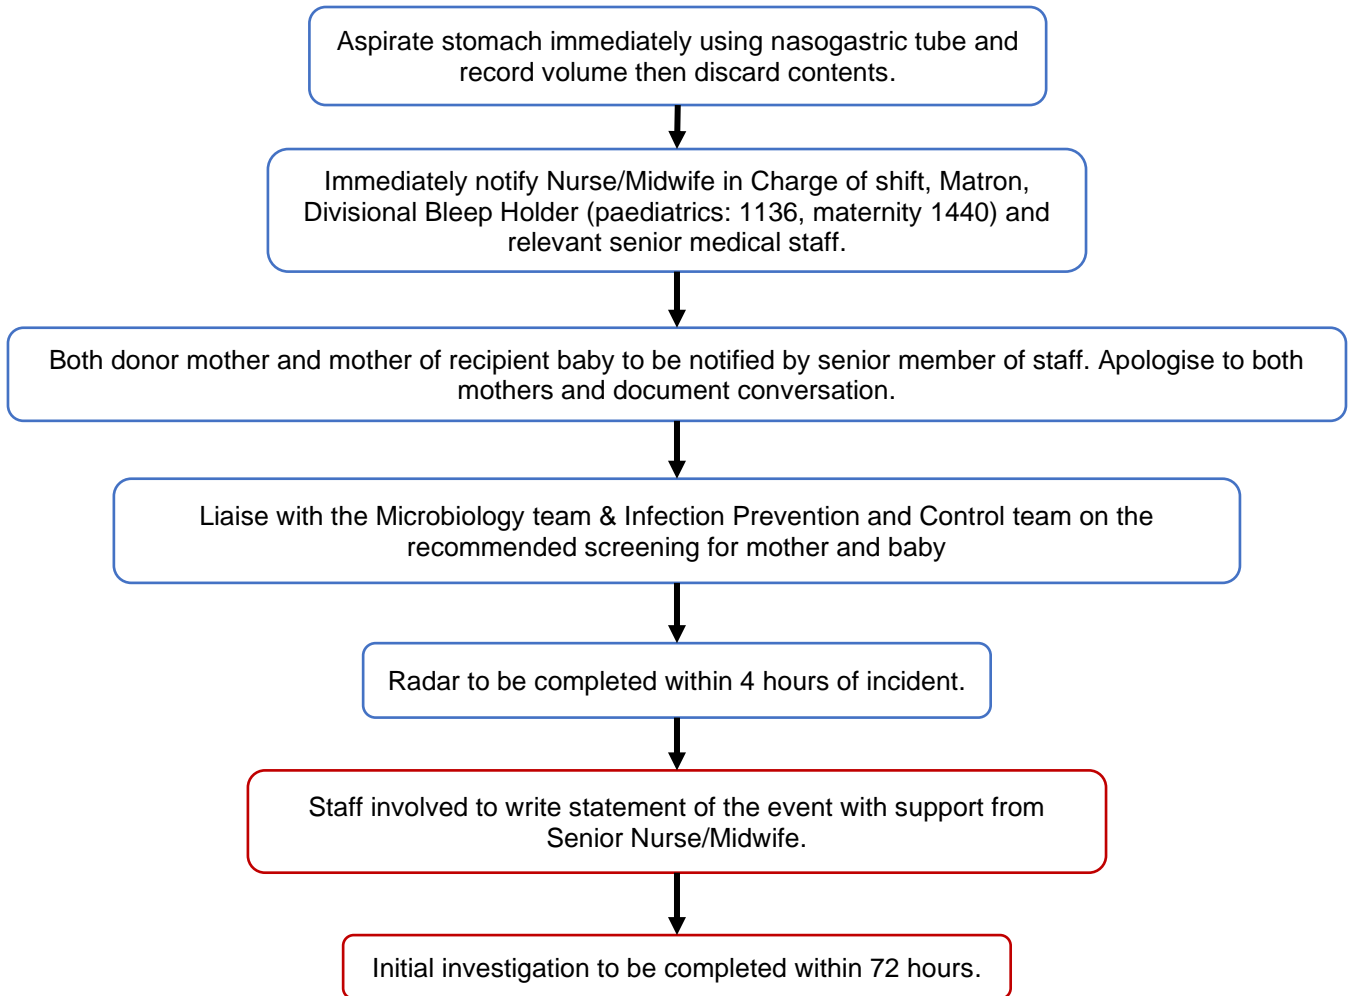 Aspirate stomach immediately using nasogastric tube and
record volume then discard contents.
Immediately notify Nurse/Midwife in Charge of shift, Matron,
Divisional Bleep Holder (paediatrics: 1136, maternity 1440) and
relevant senior medical staff.
Both donor mother and mother of recipient baby to be notified by senior member of staff. Apologise to both
mothers and document conversation.
Liaise with the Microbiology team & Infection Prevention and Control team on the
recommended screening for mother and baby
Radar to be completed within 4 hours of incident.
Staff involved to write statement of the event with support from
Senior Nurse/Midwife.
Initial investigation to be completed within 72 hours.